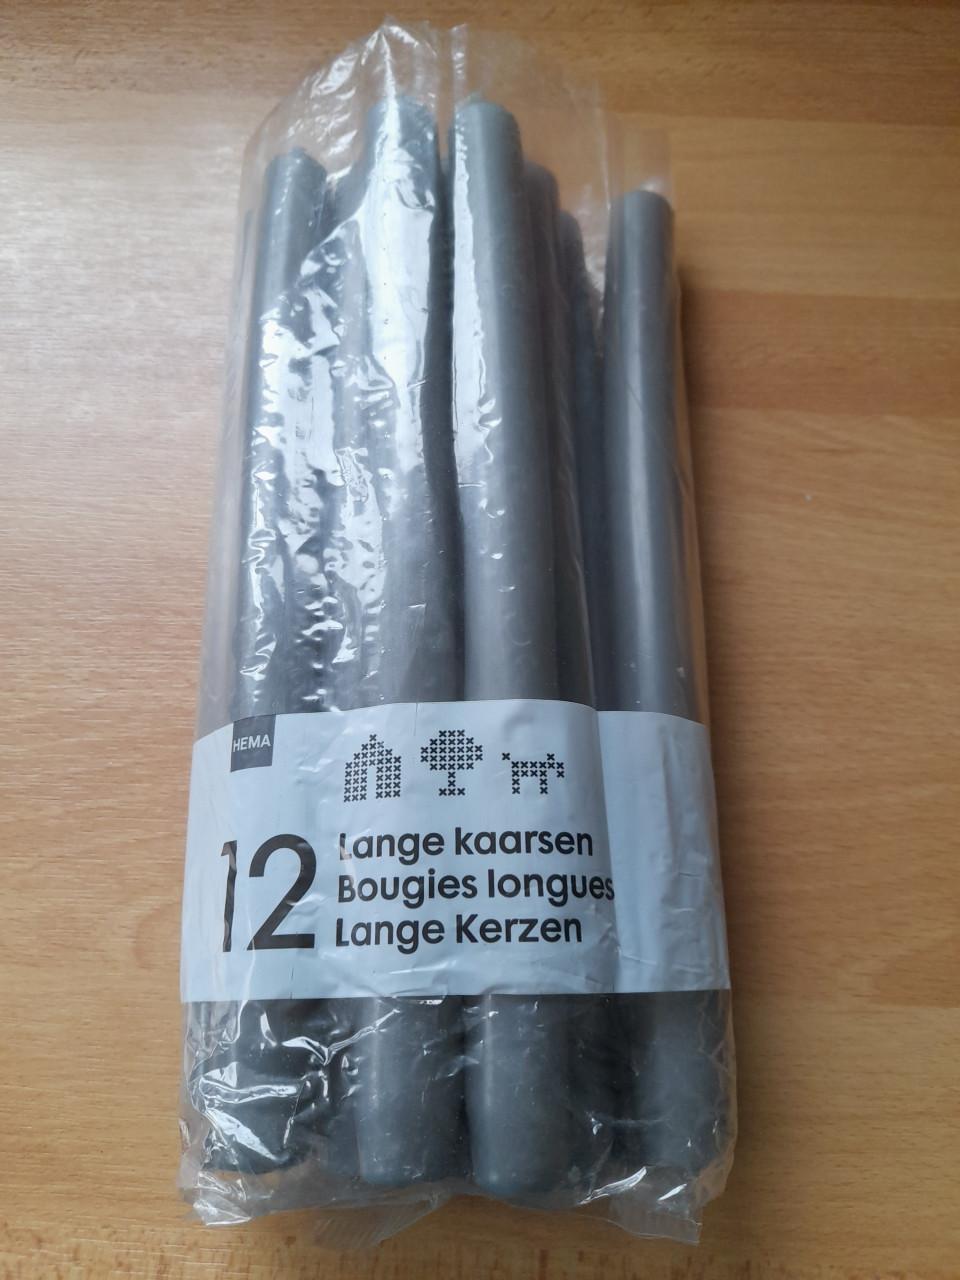 HEMA
12
Lange kaarsen
Bougies longues
Lange Kerzen